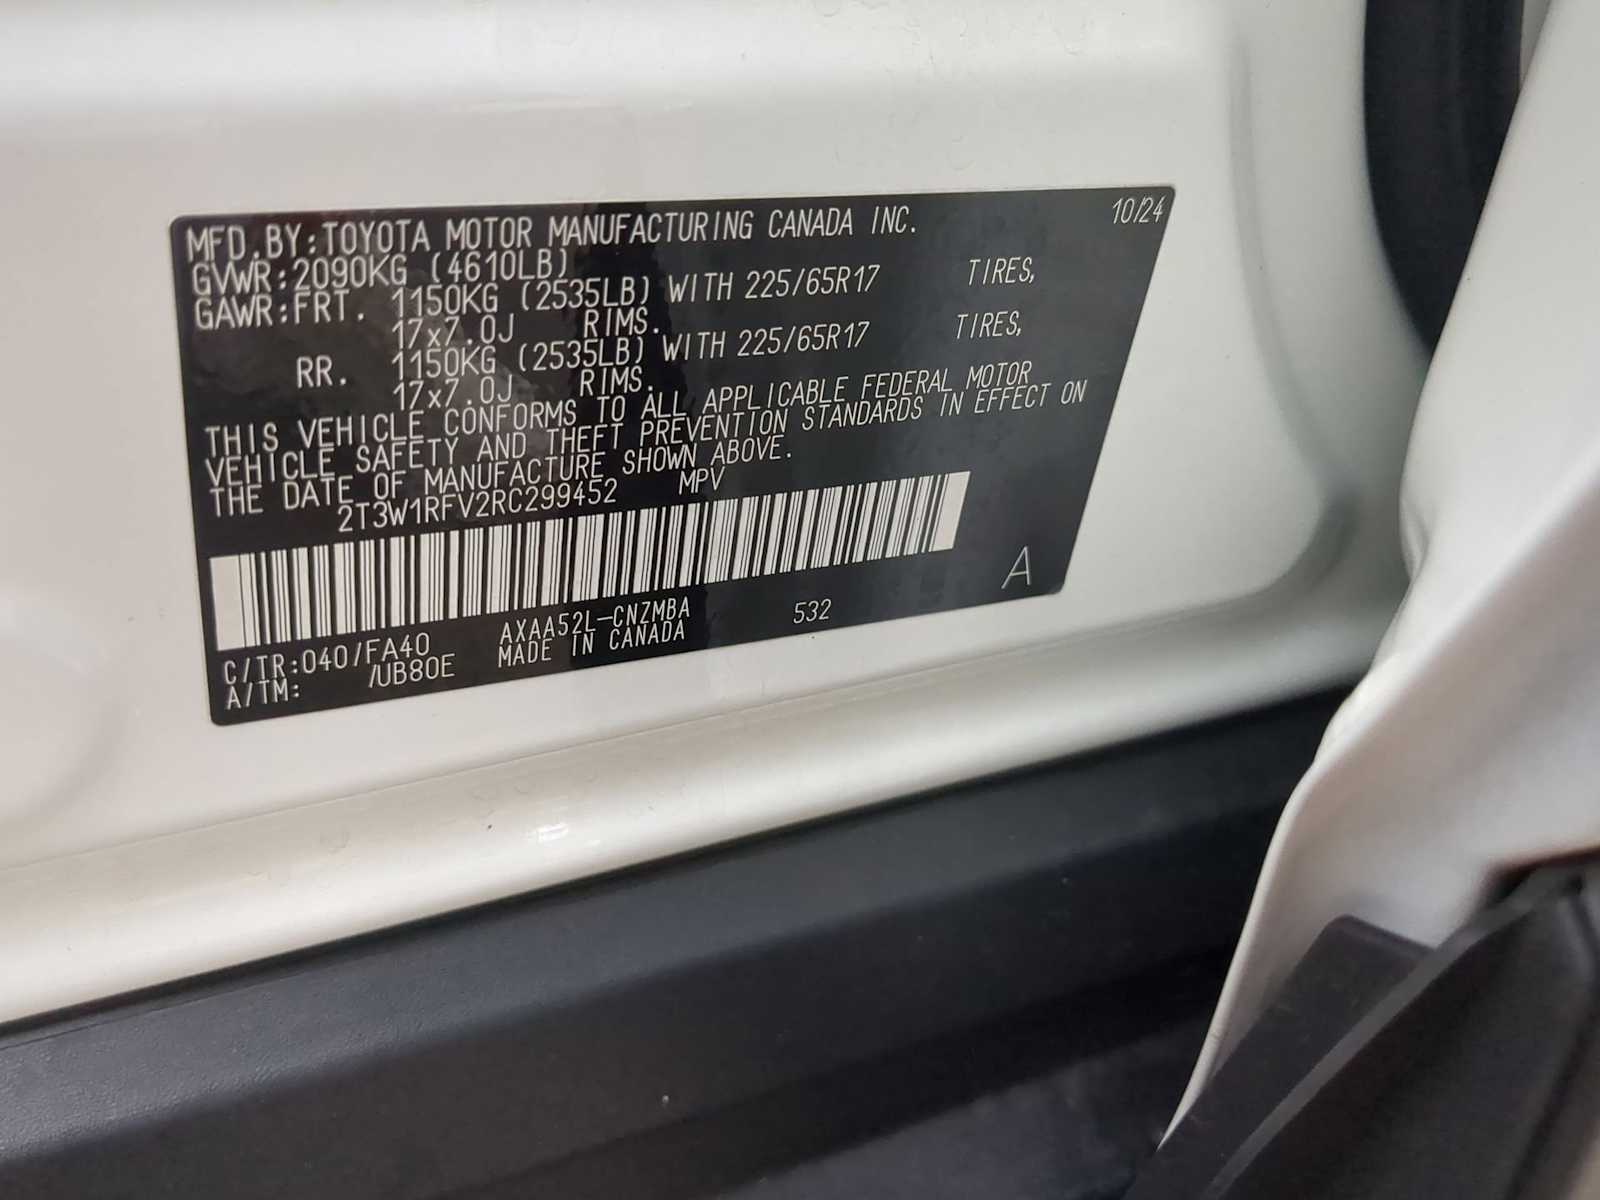 MFD.BY:TOYOTA MOTOR MANUFACTURING CANADA INC. 10/24
GVWR:2090KG (4610LB)
GAWR:FRT. 1150KG (2535LB) WITH 225/65R17 TIRES,
17x7.0J RIMS.
RR. 1150KG (2535LB) WITH 225/65R17 TIRES,
17x7.0J RIMS.
THIS VEHICLE CONFORMS TO ALL APPLICABLE FEDERAL MOTOR
VEHICLE SAFETY AND THEFT PREVENTION STANDARDS IN EFFECT ON
THE DATE OF MANUFACTURE SHOWN ABOVE.
2T3W1RFV2RC299452 MPV
A
C/TR:040/FA40 AXAA52L-CNZMBA 532
A/TM: /UB80E MADE IN CANADA